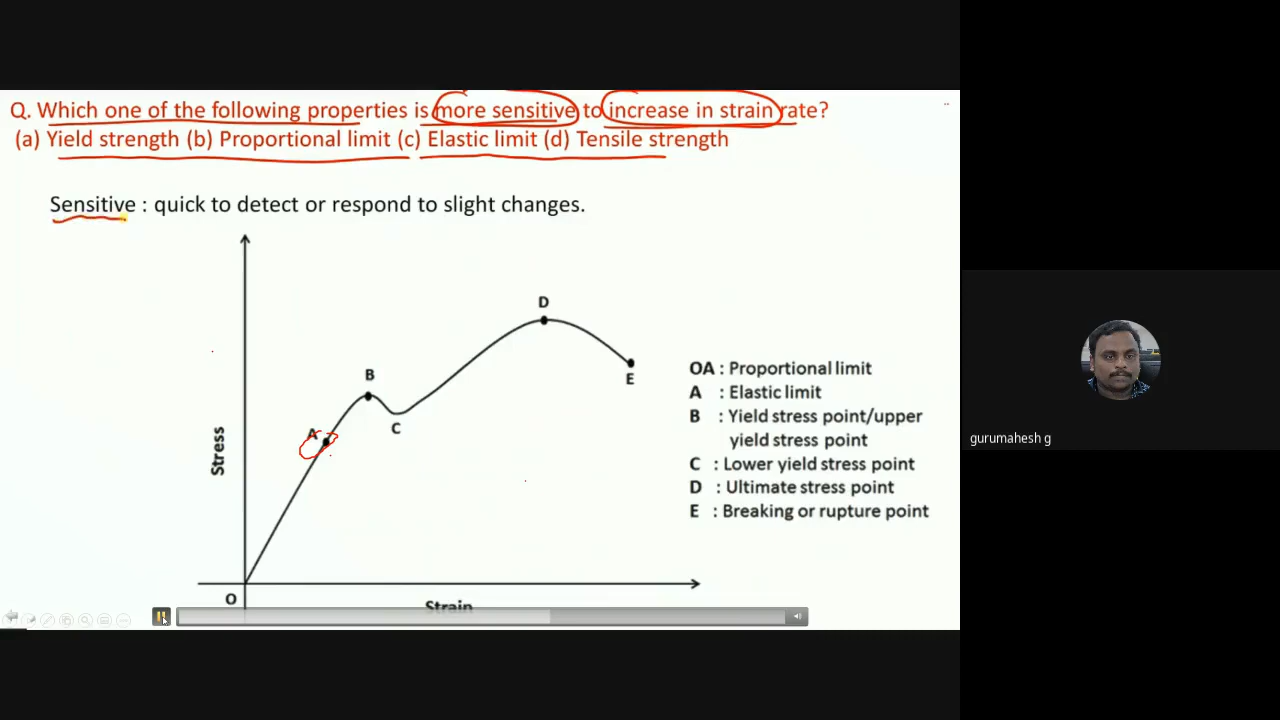 Q. Which one of the following properties is more sensitive to increase in strain rate?
(a) Yield strength (b) Proportional limit (c) Elastic limit (d) Tensile strength
Sensitive : quick to detect or respond to slight changes.
D
B
E
A
C
Stress
OA : Proportional limit
A : Elastic limit
B : Yield stress point/upper
yield stress point
C : Lower yield stress point
D : Ultimate stress point
E : Breaking or rupture point
O
Strain
gurumahesh g